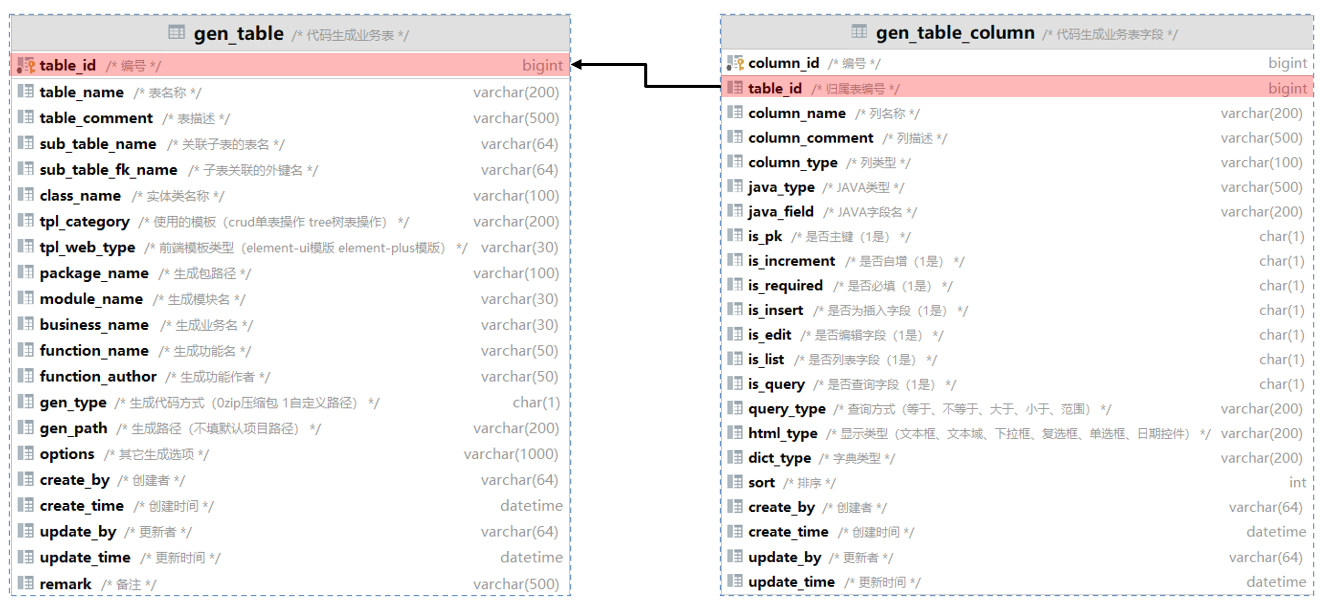 gen_table /* 代码生成业务表 */
table_id /* 编号 */ bigint
table_name /* 表名称 */ varchar(200)
table_comment /* 表描述 */ varchar(500)
sub_table_name /* 关联子表的表名 */ varchar(64)
sub_table_fk_name /* 子表关联的外键名 */ varchar(64)
class_name /* 实体类名称 */ varchar(100)
tpl_category /* 使用的模板（crud单表操作 tree树表操作） */ varchar(200)
tpl_web_type /* 前端模板类型（element-ui模版 element-plus模版） */ varchar(30)
package_name /* 生成包路径 */ varchar(100)
module_name /* 生成模块名 */ varchar(30)
business_name /* 生成业务名 */ varchar(30)
function_name /* 生成功能名 */ varchar(50)
function_author /* 生成功能作者 */ varchar(50)
gen_type /* 生成代码方式（0zip压缩包 1自定义路径） */ char(1)
gen_path /* 生成路径（不填默认项目路径） */ varchar(200)
options /* 其它生成选项 */ varchar(1000)
create_by /* 创建者 */ varchar(64)
create_time /* 创建时间 */ datetime
update_by /* 更新者 */ varchar(64)
update_time /* 更新时间 */ datetime
remark /* 备注 */ varchar(500)
gen_table_column /* 代码生成业务表字段 */
column_id /* 编号 */ bigint
table_id /* 归属表编号 */ bigint
column_name /* 列名称 */ varchar(200)
column_comment /* 列描述 */ varchar(500)
column_type /* 列类型 */ varchar(100)
java_type /* JAVA类型 */ varchar(500)
java_field /* JAVA字段名 */ varchar(200)
is_pk /* 是否主键（1是） */ char(1)
is_increment /* 是否自增（1是） */ char(1)
is_required /* 是否必填（1是） */ char(1)
is_insert /* 是否为插入字段（1是） */ char(1)
is_edit /* 是否编辑字段（1是） */ char(1)
is_list /* 是否列表字段（1是） */ char(1)
is_query /* 是否查询字段（1是） */ char(1)
query_type /* 查询方式（等于、不等于、大于、小于、范围） */ varchar(200)
html_type /* 显示类型（文本框、文本域、下拉框、复选框、单选框、日期控件） */ varchar(200)
dict_type /* 字典类型 */ varchar(200)
sort /* 排序 */ int
create_by /* 创建者 */ varchar(64)
create_time /* 创建时间 */ datetime
update_by /* 更新者 */ varchar(64)
update_time /* 更新时间 */ datetime